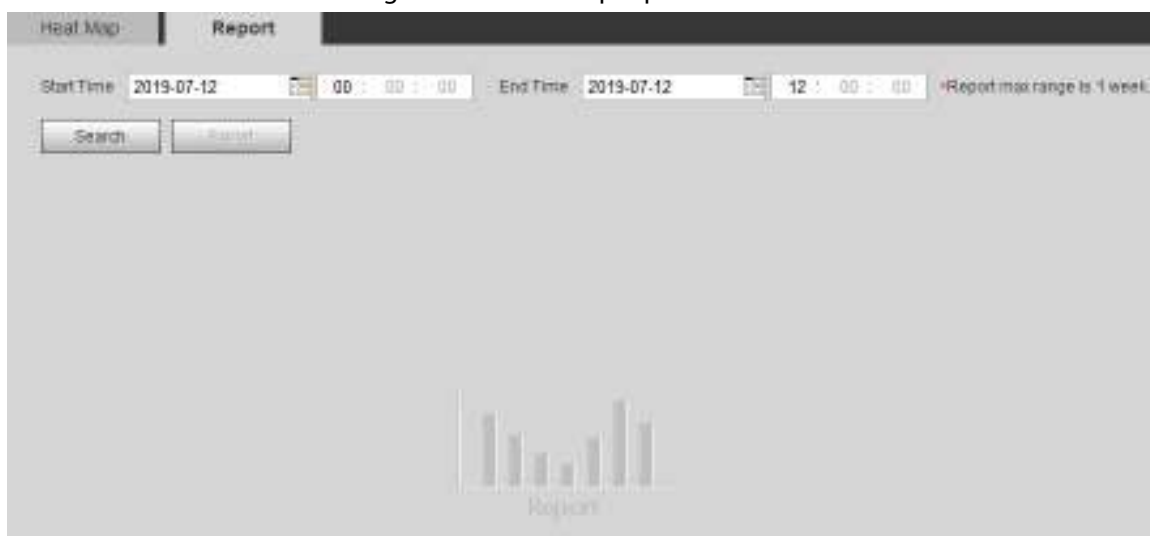 Heat Map Report
Start Time 2019-07-12 00 : 00 : 00 End Time 2019-07-12 12 : 00 : 00 *Report max range is 1 week.
Search
Report